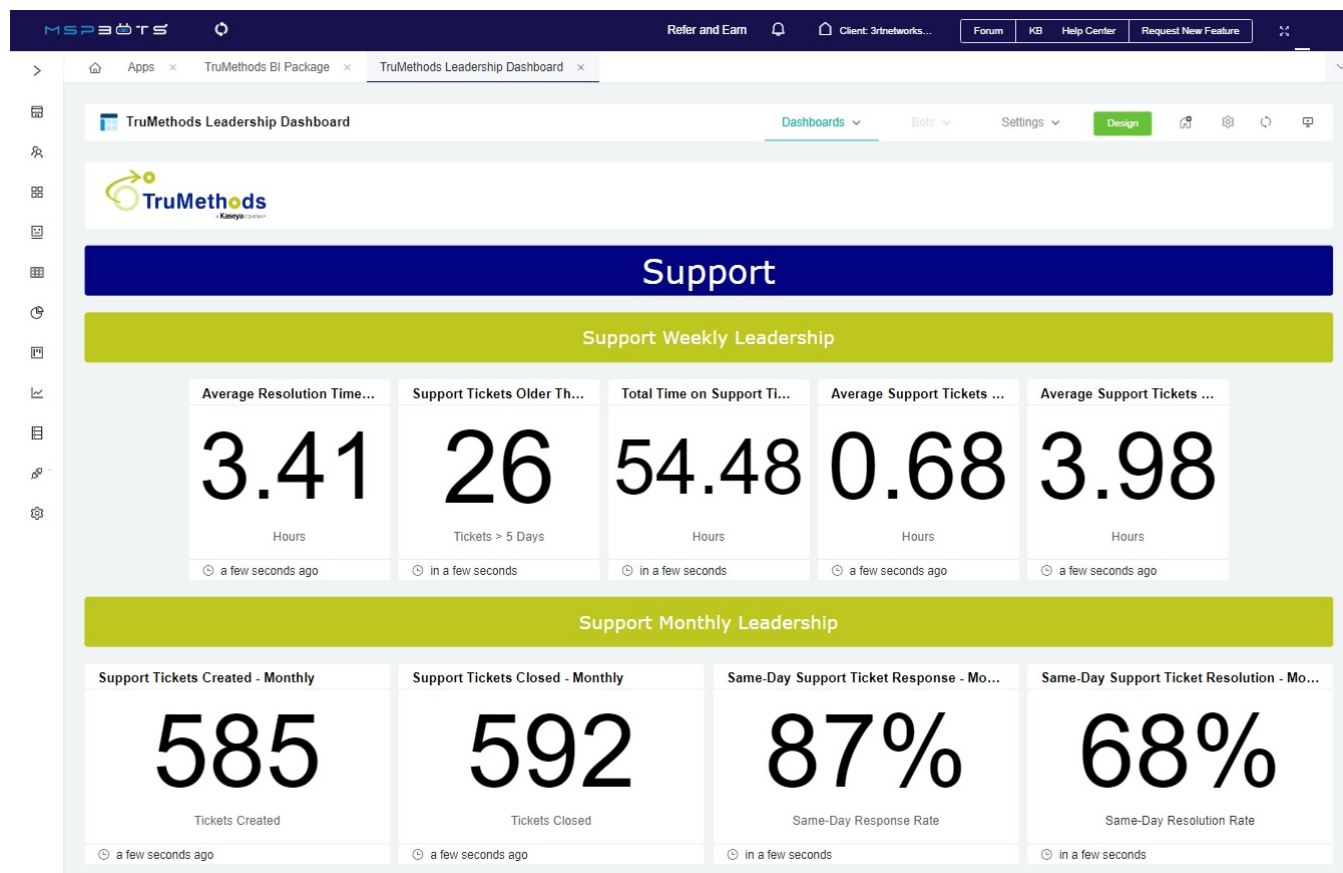 MSPBOTS Refer and Earn Client: 3rtnetworks... Forum KB Help Center Request New Feature
Apps × TruMethods BI Package × TruMethods Leadership Dashboard ×
TruMethods Leadership Dashboard Dashboards Bots Settings Design
TruMethods
A Kaseya COMPANY
Support
Support Weekly Leadership
Average Resolution Time... Support Tickets Older Th... Total Time on Support Ti... Average Support Tickets ... Average Support Tickets ...
3.41 26 54.48 0.68 3.98
Hours Tickets > 5 Days Hours Hours Hours
a few seconds ago in a few seconds in a few seconds a few seconds ago a few seconds ago
Support Monthly Leadership
Support Tickets Created - Monthly Support Tickets Closed - Monthly Same-Day Support Ticket Response - Mo... Same-Day Support Ticket Resolution - Mo...
585 592 87% 68%
Tickets Created Tickets Closed Same-Day Response Rate Same-Day Resolution Rate
a few seconds ago a few seconds ago in a few seconds in a few seconds